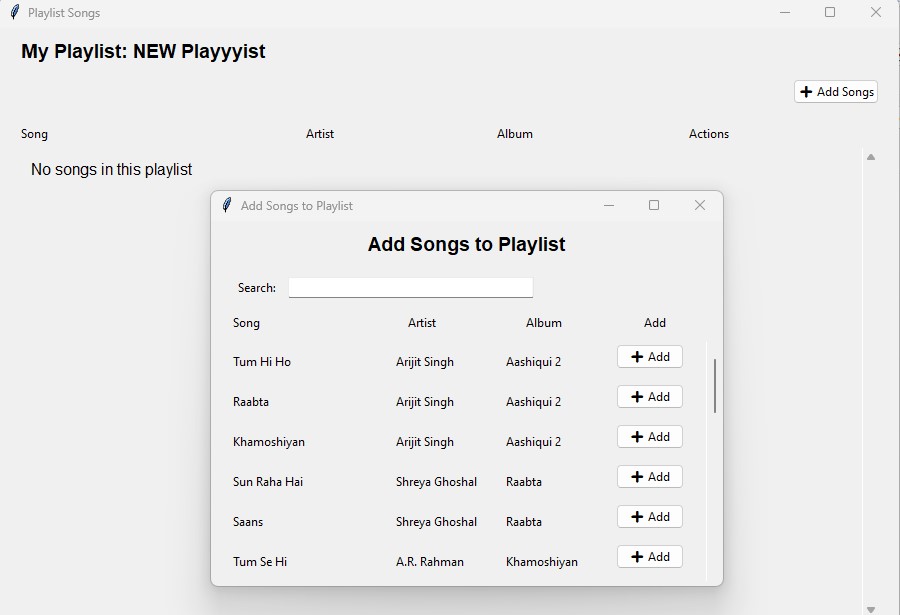 Playlist Songs
My Playlist: NEW Playyyist
Add Songs
Song Artist Album Actions
No songs in this playlist
Add Songs to Playlist
Add Songs to Playlist
Search:
Song Artist Album Add
Tum Hi Ho Arijit Singh Aashiqui 2 Add
Raabta Arijit Singh Aashiqui 2 Add
Khamoshiyan Arijit Singh Aashiqui 2 Add
Sun Raha Hai Shreya Ghoshal Raabta Add
Saans Shreya Ghoshal Raabta Add
Tum Se Hi A.R. Rahman Khamoshiyan Add